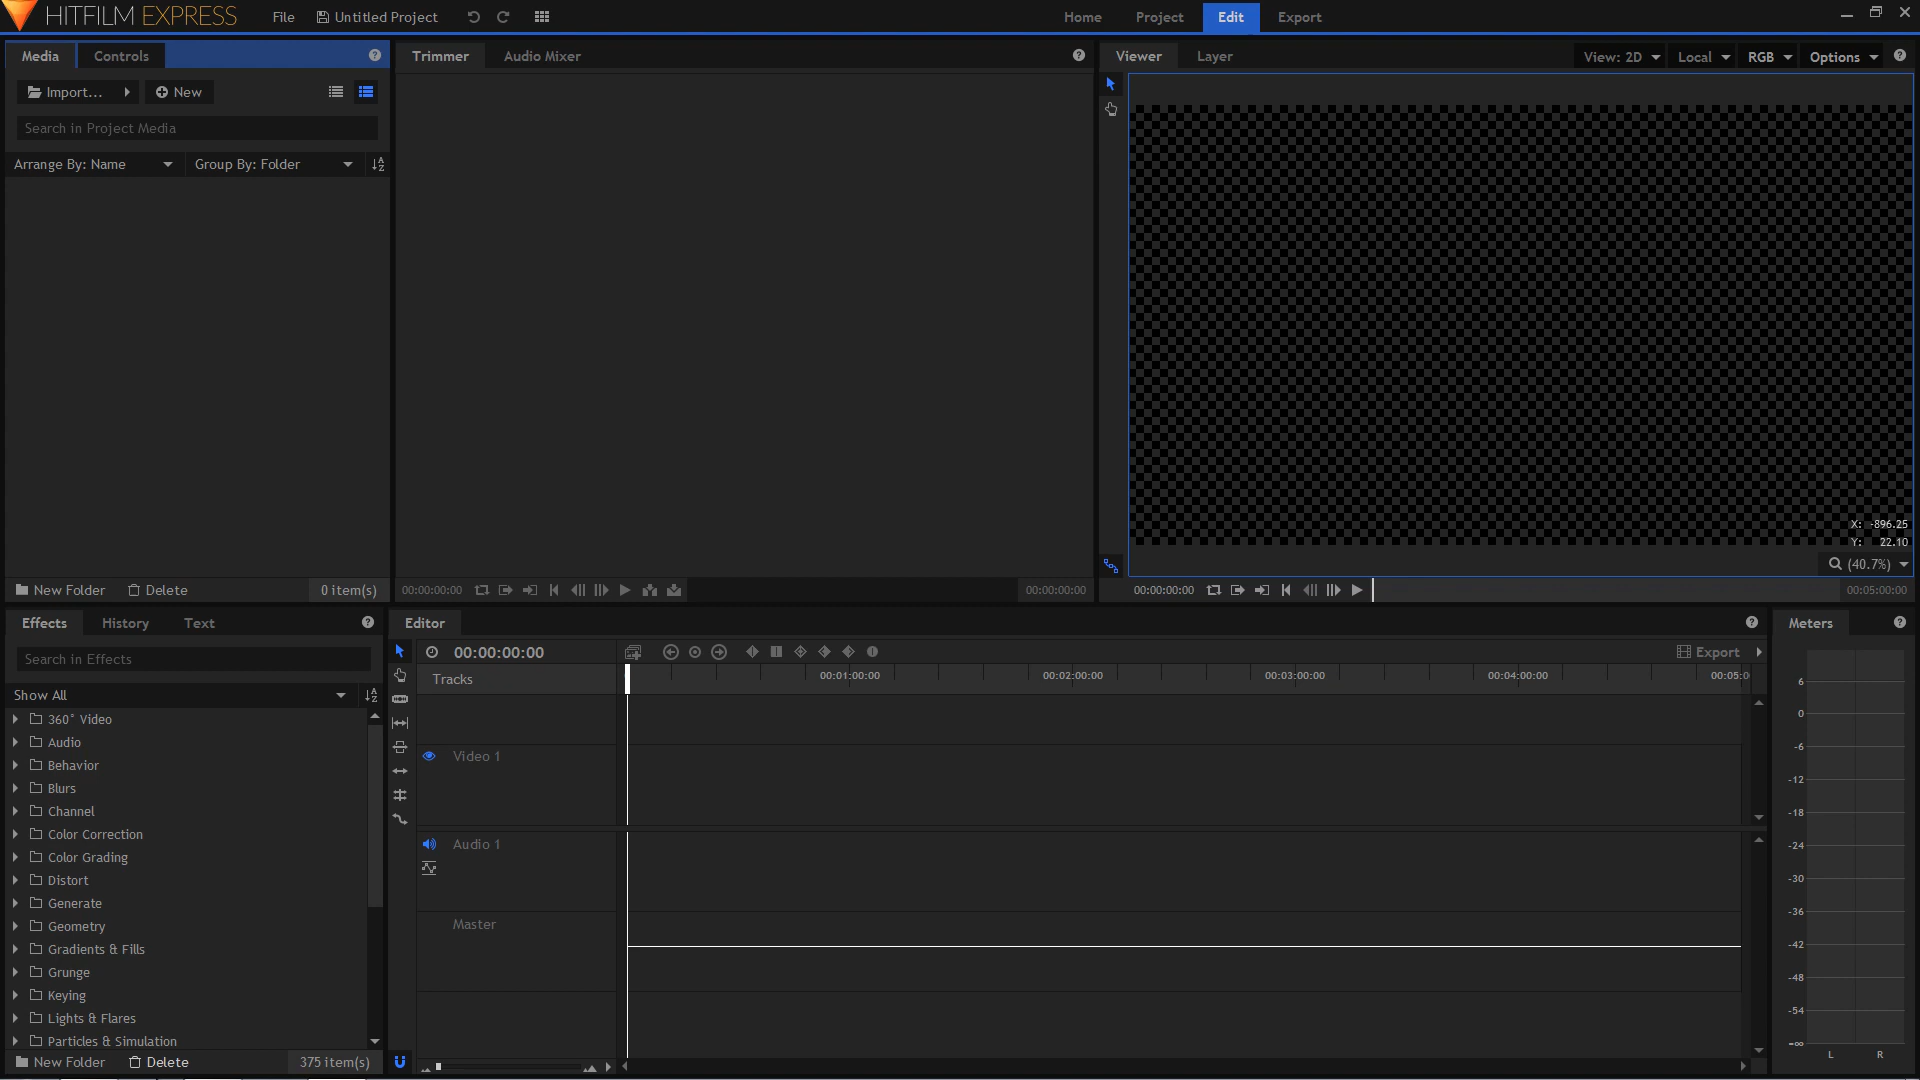 HITFILM EXPRESS File Untitled Project Home Project Edit Export
Media Controls
Trimmer Audio Mixer
Viewer Layer View: 2D Local RGB Options
Import... New
Search in Project Media
Arrange By: Name Group By: Folder
X: -896.25
Y: 22.10
(40.7%)
New Folder Delete 0 item(s)
00:00:00:00 00:00:00:00
00:00:00:00 00:05:00:00
Effects History Text
Editor
Meters
Search in Effects
00:00:00:00 Export
Tracks 00:01:00:00 00:02:00:00 00:03:00:00 00:04:00:00 00:05:0
Show All
360° Video
Audio
Behavior
Blurs
Channel
Color Correction
Color Grading
Distort
Generate
Geometry
Gradients & Fills
Grunge
Keying
Lights & Flares
Particles & Simulation
New Folder Delete 375 item(s)
Video 1
Audio 1
Master
6
0
-6
-12
-18
-24
-30
-36
-42
-48
-54
-∞
L R